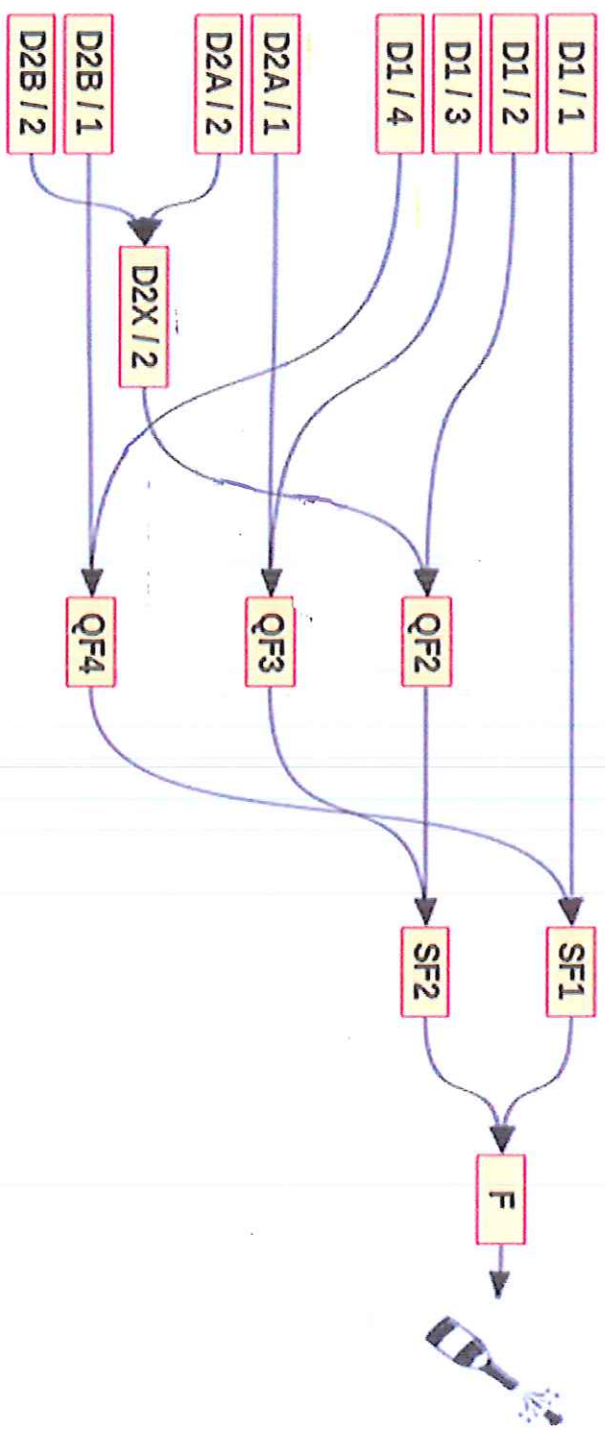 D1 / 1
D1 / 2
D1 / 3
D1 / 4
D2A / 1
D2A / 2
D2B / 1
D2B / 2
D2X / 2
QF2
QF3
QF4
SF1
SF2
F